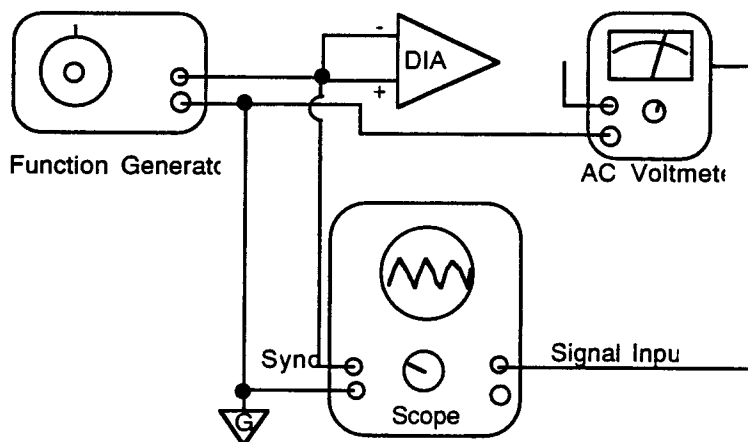 -
DIA
+
Function Generatc
AC Voltmete
Sync
Signal Inpu
Scope
G